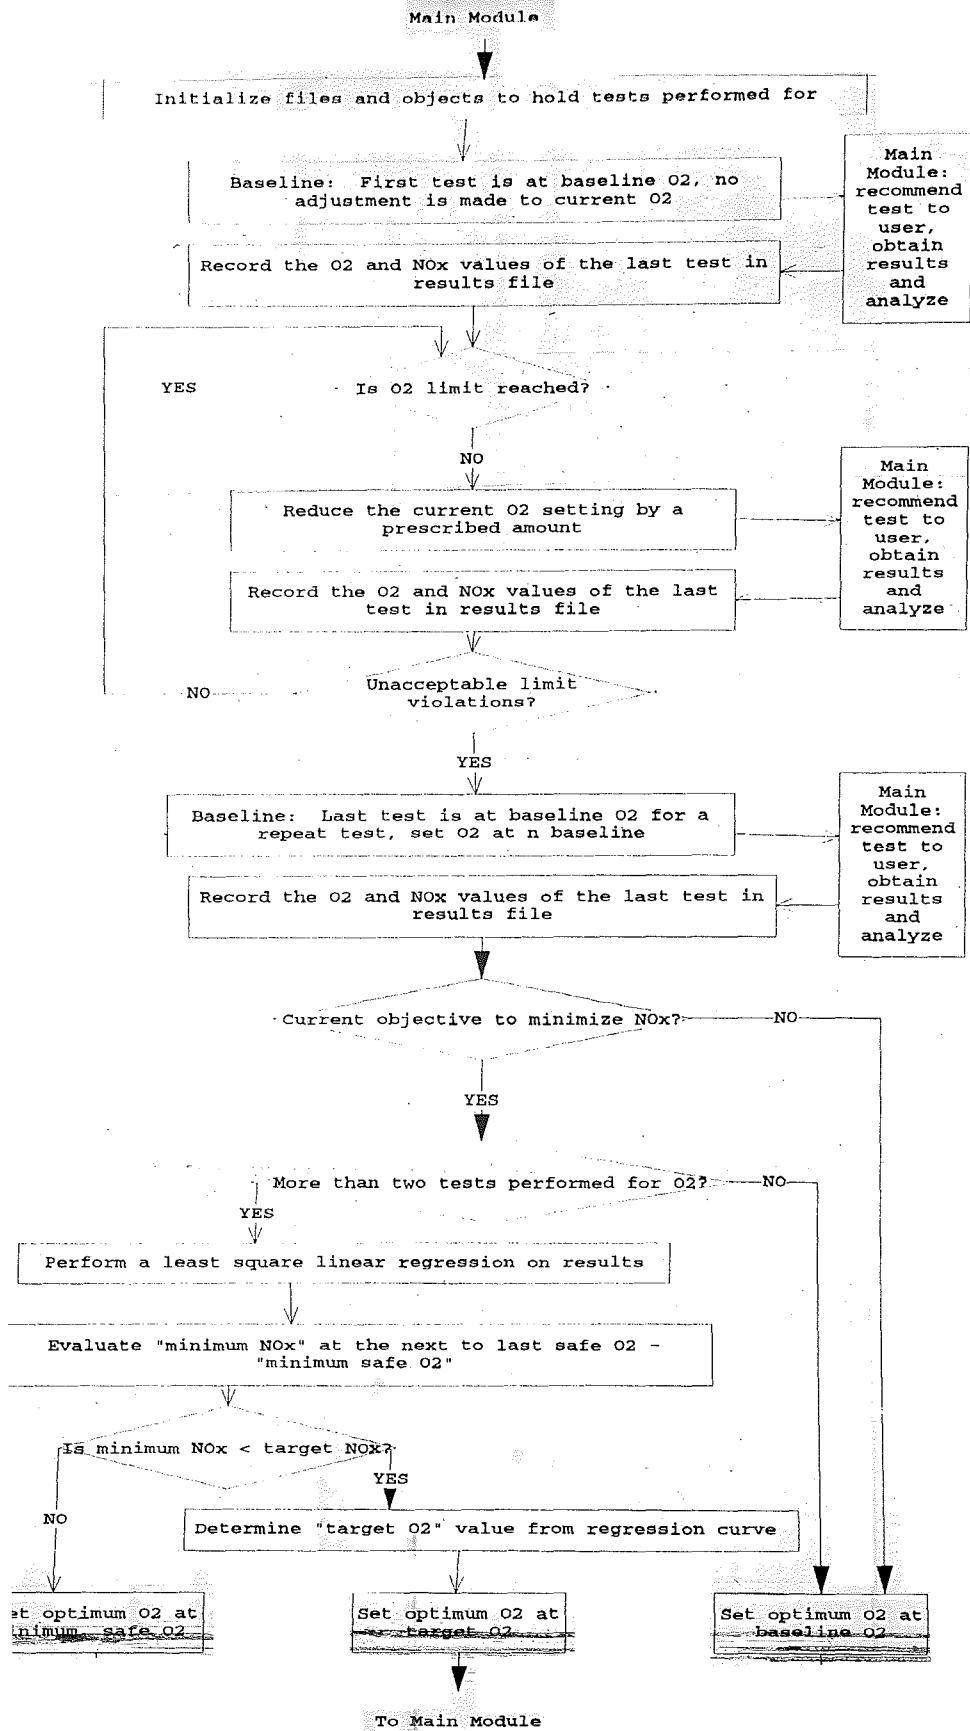 Main Module
Initialize files and objects to hold tests performed for
Baseline: First test is at baseline O2, no
adjustment is made to current O2
Main
Module:
recommend
test to
user,
obtain
results
and
analyze
Record the O2 and NOx values of the last test in
results file
YES
Is O2 limit reached?
NO
Reduce the current O2 setting by a
prescribed amount
Main
Module:
recommend
test to
user,
obtain
results
and
analyze
Record the O2 and NOx values of the last
test in results file
NO
Unacceptable limit
violations?
YES
Baseline: Last test is at baseline O2 for a
repeat test, set O2 at n baseline
Main
Module:
recommend
test to
user,
obtain
results
and
analyze
Record the O2 and NOx values of the last test in
results file
Current objective to minimize NOx?
NO
YES
More than two tests performed for O2?
NO
YES
Perform a least square linear regression on results
Evaluate "minimum NOx" at the next to last safe O2 -
"minimum safe O2"
Is minimum NOx < target NOx?
YES
NO
Determine "target O2" value from regression curve
et optimum O2 at
nimum safe O2
Set optimum O2 at
target O2
Set optimum O2 at
baseline O2
To Main Module